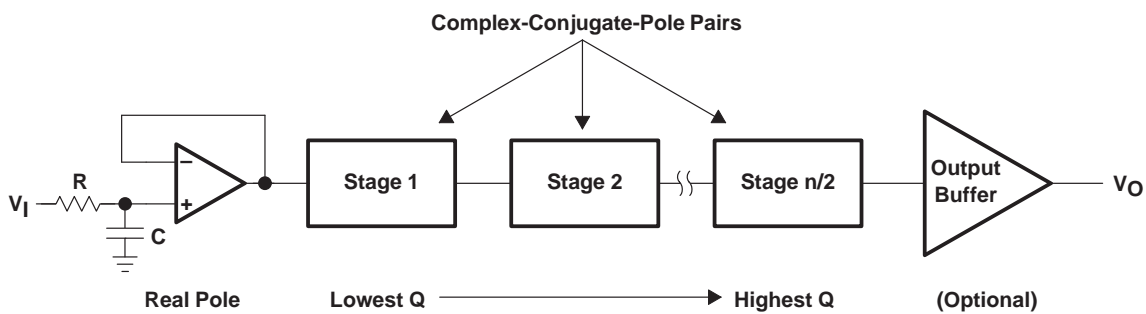 Complex-Conjugate-Pole Pairs
R
VI
C
−
+
Stage 1
Stage 2
Stage n/2
Output
Buffer
VO
Real Pole
Lowest Q
Highest Q
(Optional)